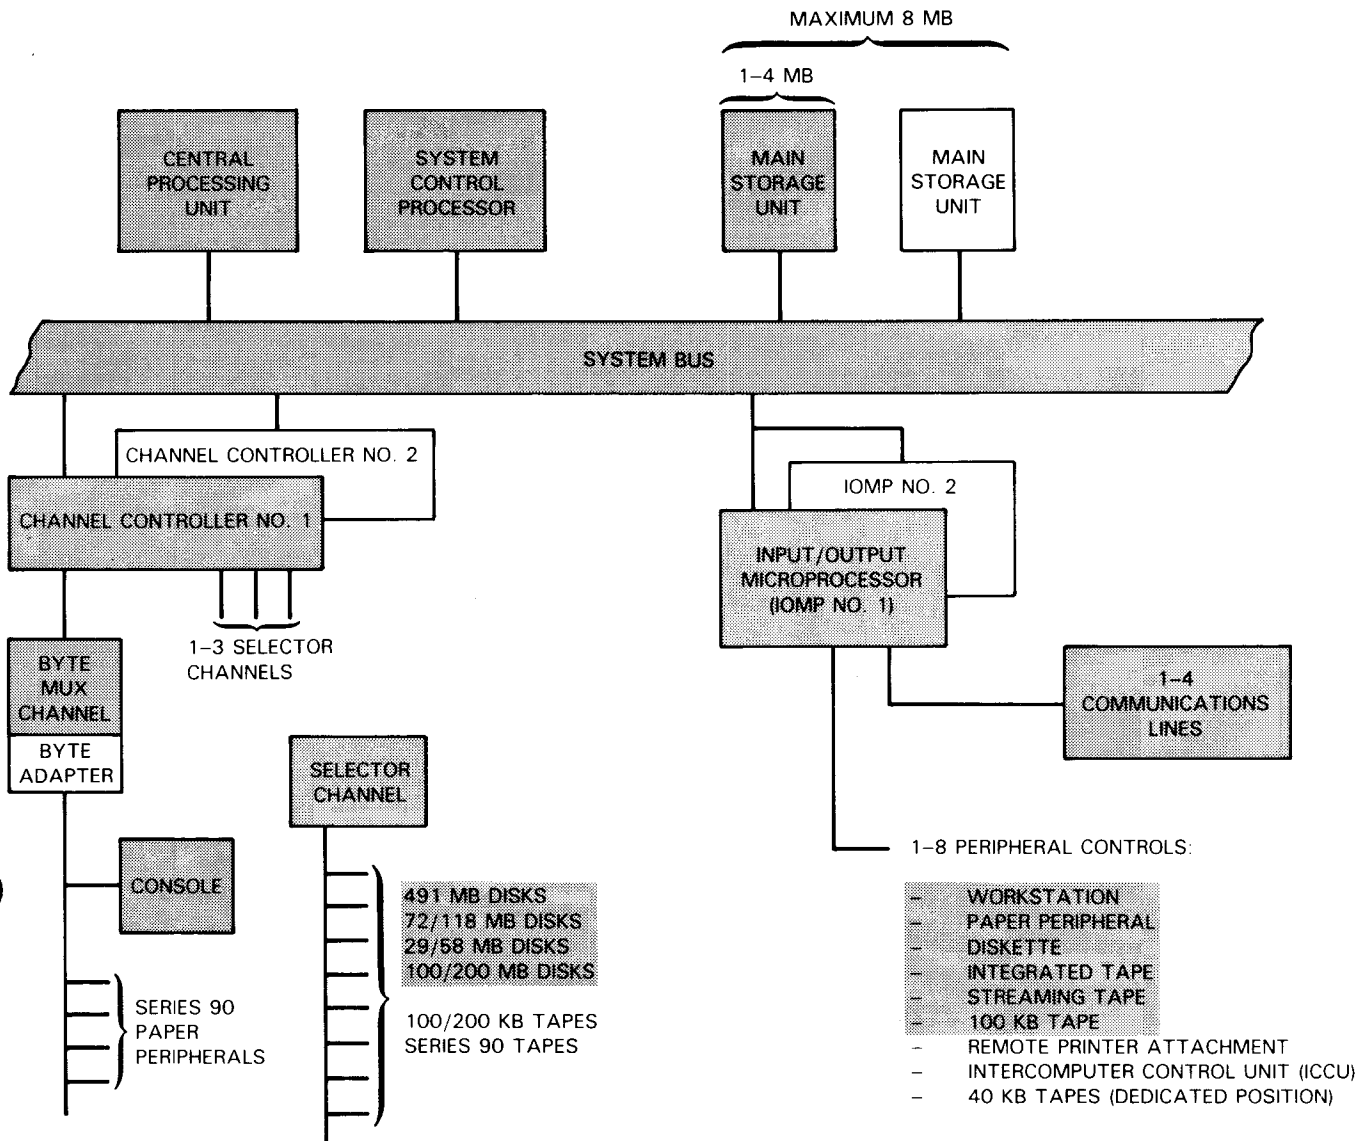 MAXIMUM 8 MB
1–4 MB
CENTRAL
PROCESSING
UNIT
SYSTEM
CONTROL
PROCESSOR
MAIN
STORAGE
UNIT
MAIN
STORAGE
UNIT
SYSTEM BUS
CHANNEL CONTROLLER NO. 2
CHANNEL CONTROLLER NO. 1
IOMP NO. 2
INPUT/OUTPUT
MICROPROCESSOR
(IOMP NO. 1)
1–3 SELECTOR
CHANNELS
BYTE
MUX
CHANNEL
BYTE
ADAPTER
1–4
COMMUNICATIONS
LINES
SELECTOR
CHANNEL
CONSOLE
491 MB DISKS
72/118 MB DISKS
29/58 MB DISKS
100/200 MB DISKS
100/200 KB TAPES
SERIES 90 TAPES
SERIES 90
PAPER
PERIPHERALS
1–8 PERIPHERAL CONTROLS:
– WORKSTATION
– PAPER PERIPHERAL
– DISKETTE
– INTEGRATED TAPE
– STREAMING TAPE
– 100 KB TAPE
– REMOTE PRINTER ATTACHMENT
– INTERCOMPUTER CONTROL UNIT (ICCU)
– 40 KB TAPES (DEDICATED POSITION)